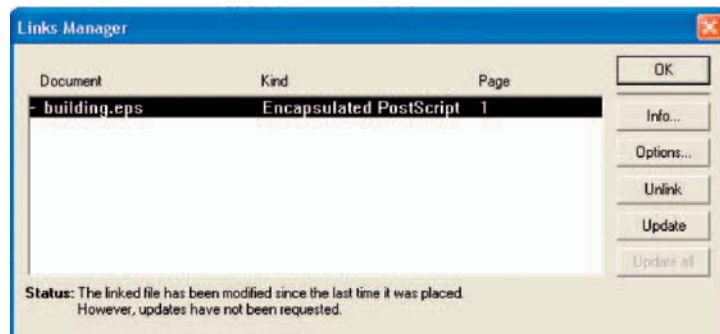 Links Manager
Document Kind Page
- building.eps Encapsulated PostScript 1
OK
Info...
Options...
Unlink
Update
Update all
Status: The linked file has been modified since the last time it was placed.
However, updates have not been requested.